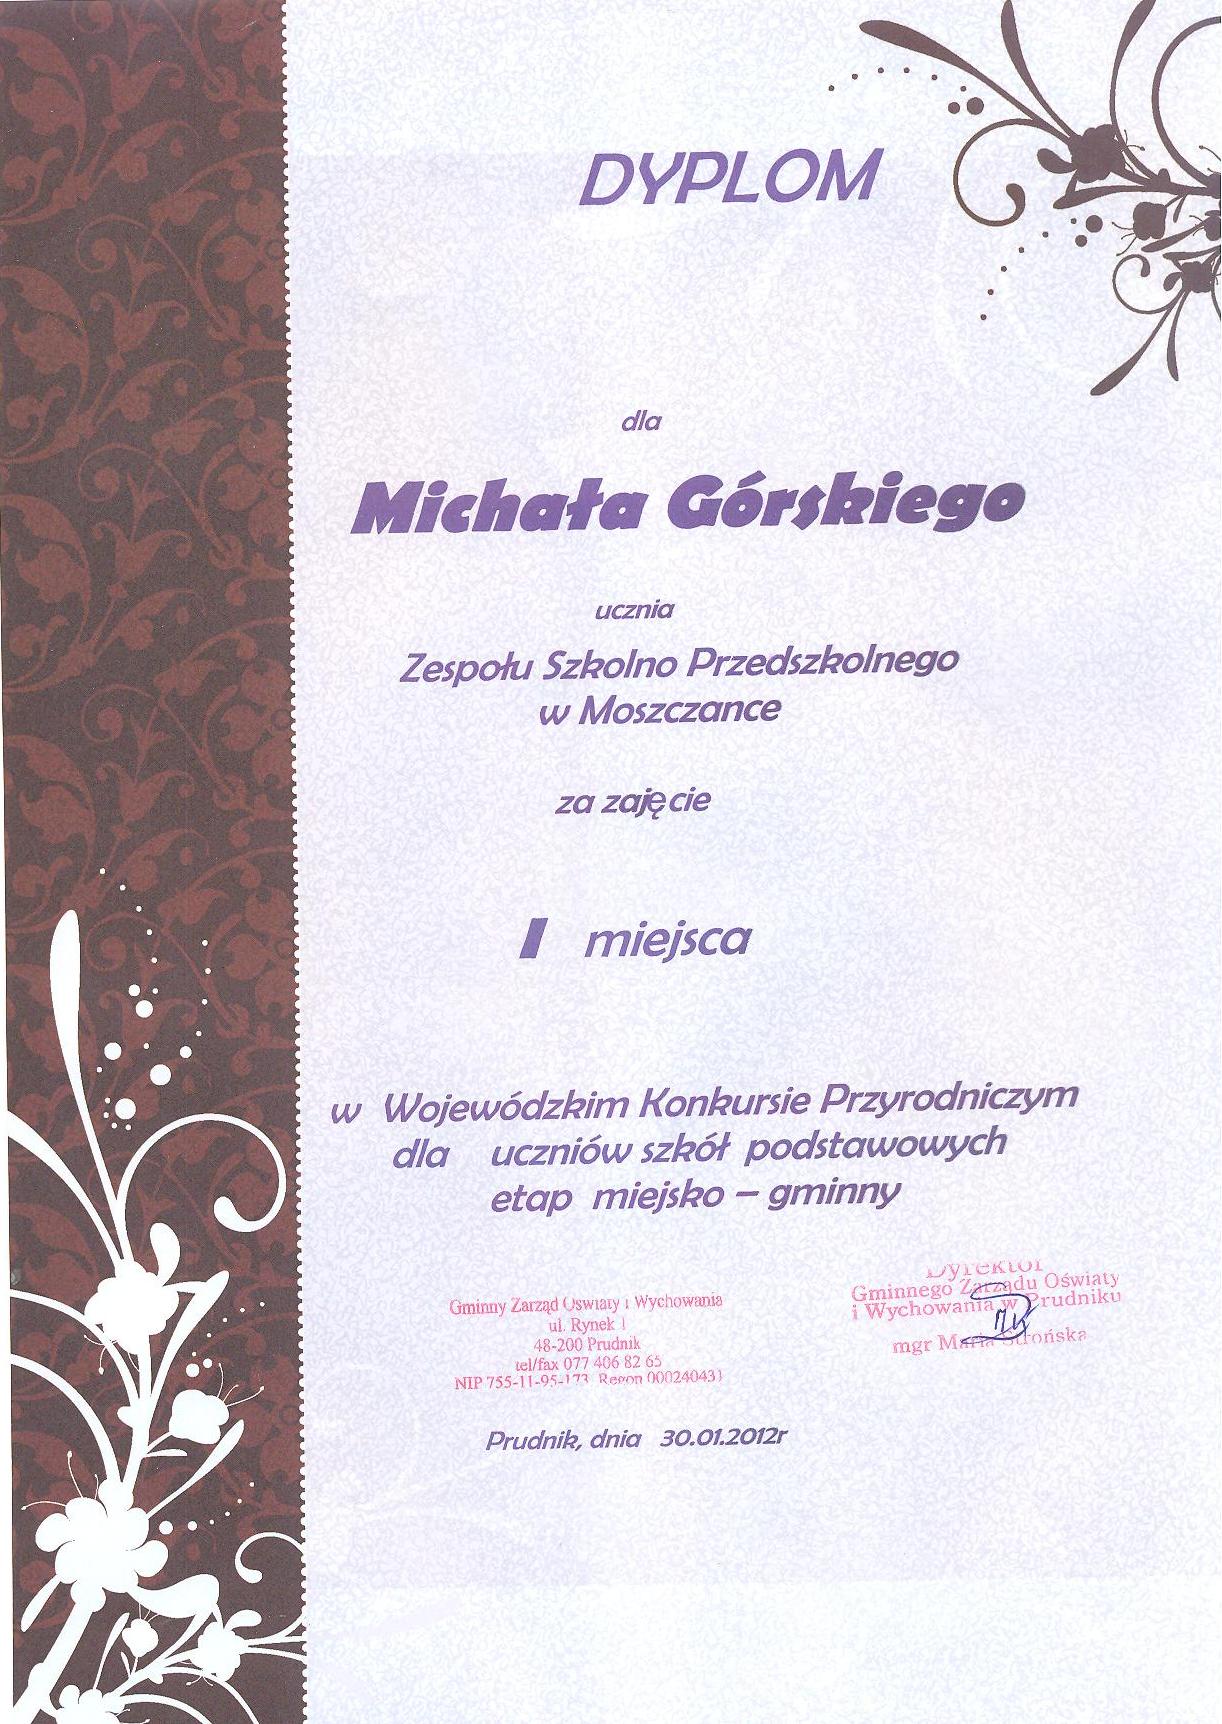 DYPLOM
dla
Michała Górskiego
ucznia
Zespołu Szkolno Przedszkolnego
w Moszczance
za zajęcie
I miejsca
w Wojewódzkim Konkursie Przyrodniczym
dla uczniów szkół podstawowych
etap miejsko – gminny
Gminny Zarząd Oświaty i Wychowania
ul. Rynek 1
48-200 Prudnik
tel/fax 077 406 82 65
NIP 755-11-95-173 Regon 000240431
Dyrektor
Gminnego Zarządu Oświaty
i Wychowania w Prudniku
mgr Maria Strońska
Prudnik, dnia 30.01.2012r